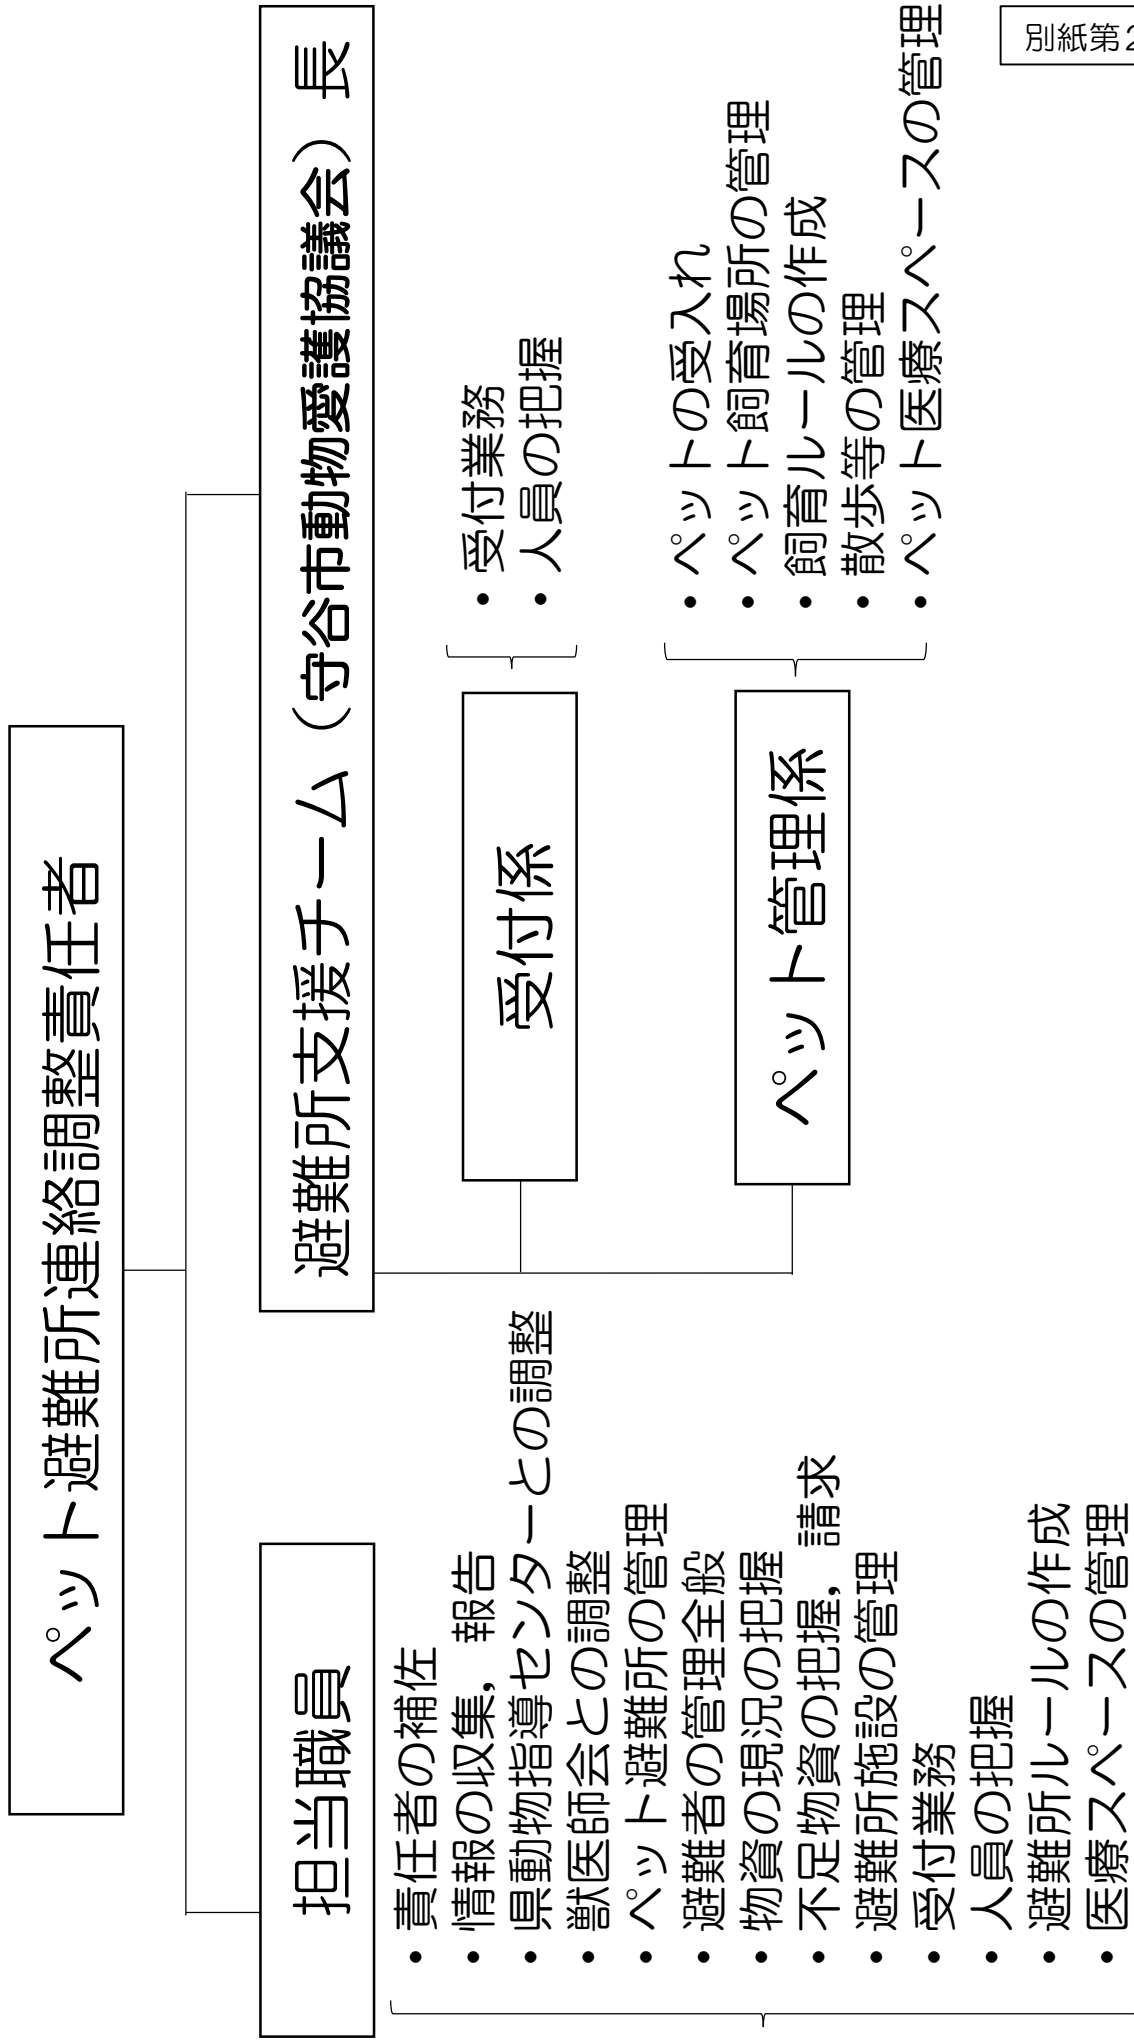 別紙第2
ペット避難所連絡調整責任者
担当職員
・責任者の補佐
・情報の収集，報告
・県動物指導センターとの調整
・獣医師会との調整
・ペット避難所の管理
・避難者の管理全般
・物資の現況の把握
・不足物資の把握，請求
・避難所施設の管理
・受付業務
・人員の把握
・避難所ルールの作成
・医療スペースの管理
避難所支援チーム（守谷市動物愛護協議会）長
受付係
・受付業務
・人員の把握
ペット管理係
・ペットの受入れ
・ペット飼育場所の管理
・飼育ルールの作成
・散歩等の管理
・ペット医療スペースの管理